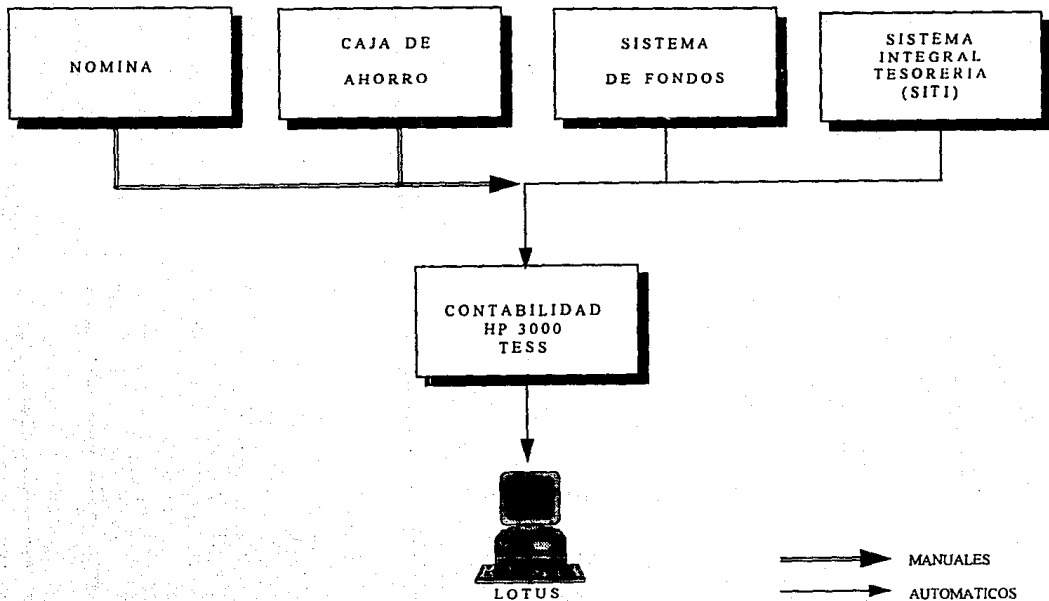 NOMINA
CAJA DE
AHORRO
SISTEMA
DE FONDOS
SISTEMA
INTEGRAL
TESORERIA
(SITI)
CONTABILIDAD
HP 3000
TESS
LOTUS
MANUALES
AUTOMATICOS